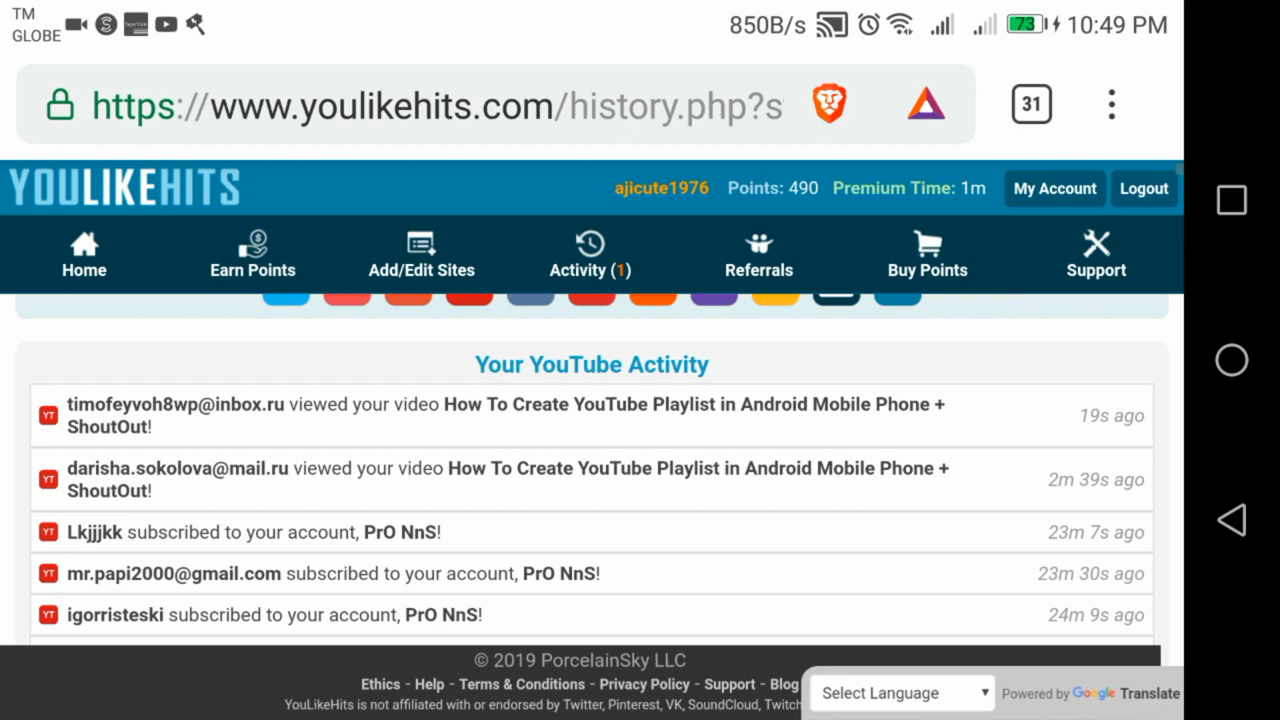 TM
GLOBE
850B/s 73 10:49 PM
https://www.youlikehits.com/history.php?s
31
YOULIKEHITS
ajicute1976 Points: 490 Premium Time: 1m My Account Logout
Home Earn Points Add/Edit Sites Activity (1) Referrals Buy Points Support
Your YouTube Activity
YT timofeyvoh8wp@inbox.ru viewed your video How To Create YouTube Playlist in Android Mobile Phone +
ShoutOut! 19s ago
YT darisha.sokolova@mail.ru viewed your video How To Create YouTube Playlist in Android Mobile Phone +
ShoutOut! 2m 39s ago
YT Lkjjjkk subscribed to your account, PrO NnS! 23m 7s ago
YT mr.papi2000@gmail.com subscribed to your account, PrO NnS! 23m 30s ago
YT igorristeski subscribed to your account, PrO NnS! 24m 9s ago
© 2019 PorcelainSky LLC
Ethics - Help - Terms & Conditions - Privacy Policy - Support - Blog
YouLikeHits is not affiliated with or endorsed by Twitter, Pinterest, VK, SoundCloud, Twitch
Select Language ▼ Powered by Google Translate